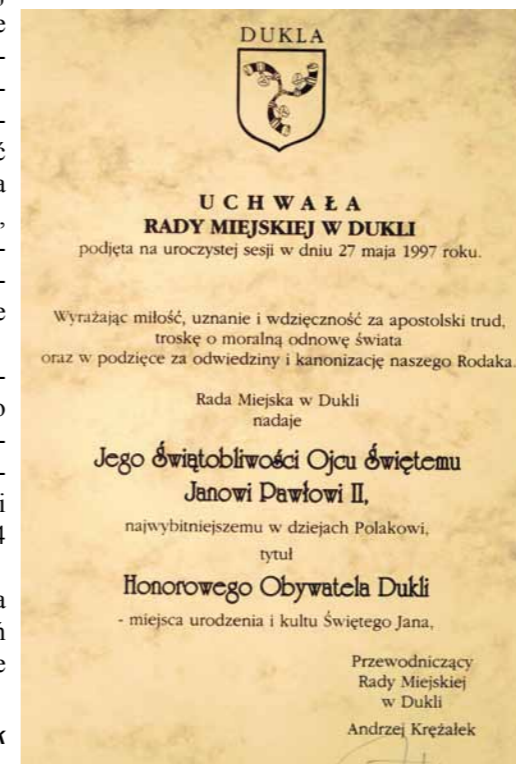 DUKLA
UCHWAŁA
RADY MIEJSKIEJ W DUKLI
podjęta na uroczystej sesji w dniu 27 maja 1997 roku.
Wyrażając miłość, uznanie i wdzięczność za apostolski trud,
troskę o moralną odnowę świata
oraz w podzięce za odwiedziny i kanonizację naszego Rodaka.
Rada Miejska w Dukli
nadaje
Jego Świątobliwości Ojcu Świętemu
Janowi Pawłowi II,
najwybitniejszemu w dziejach Polakowi,
tytuł
Honorowego Obywatela Dukli
- miejsca urodzenia i kultu Świętego Jana,
Przewodniczący
Rady Miejskiej
w Dukli
Andrzej Krężałek